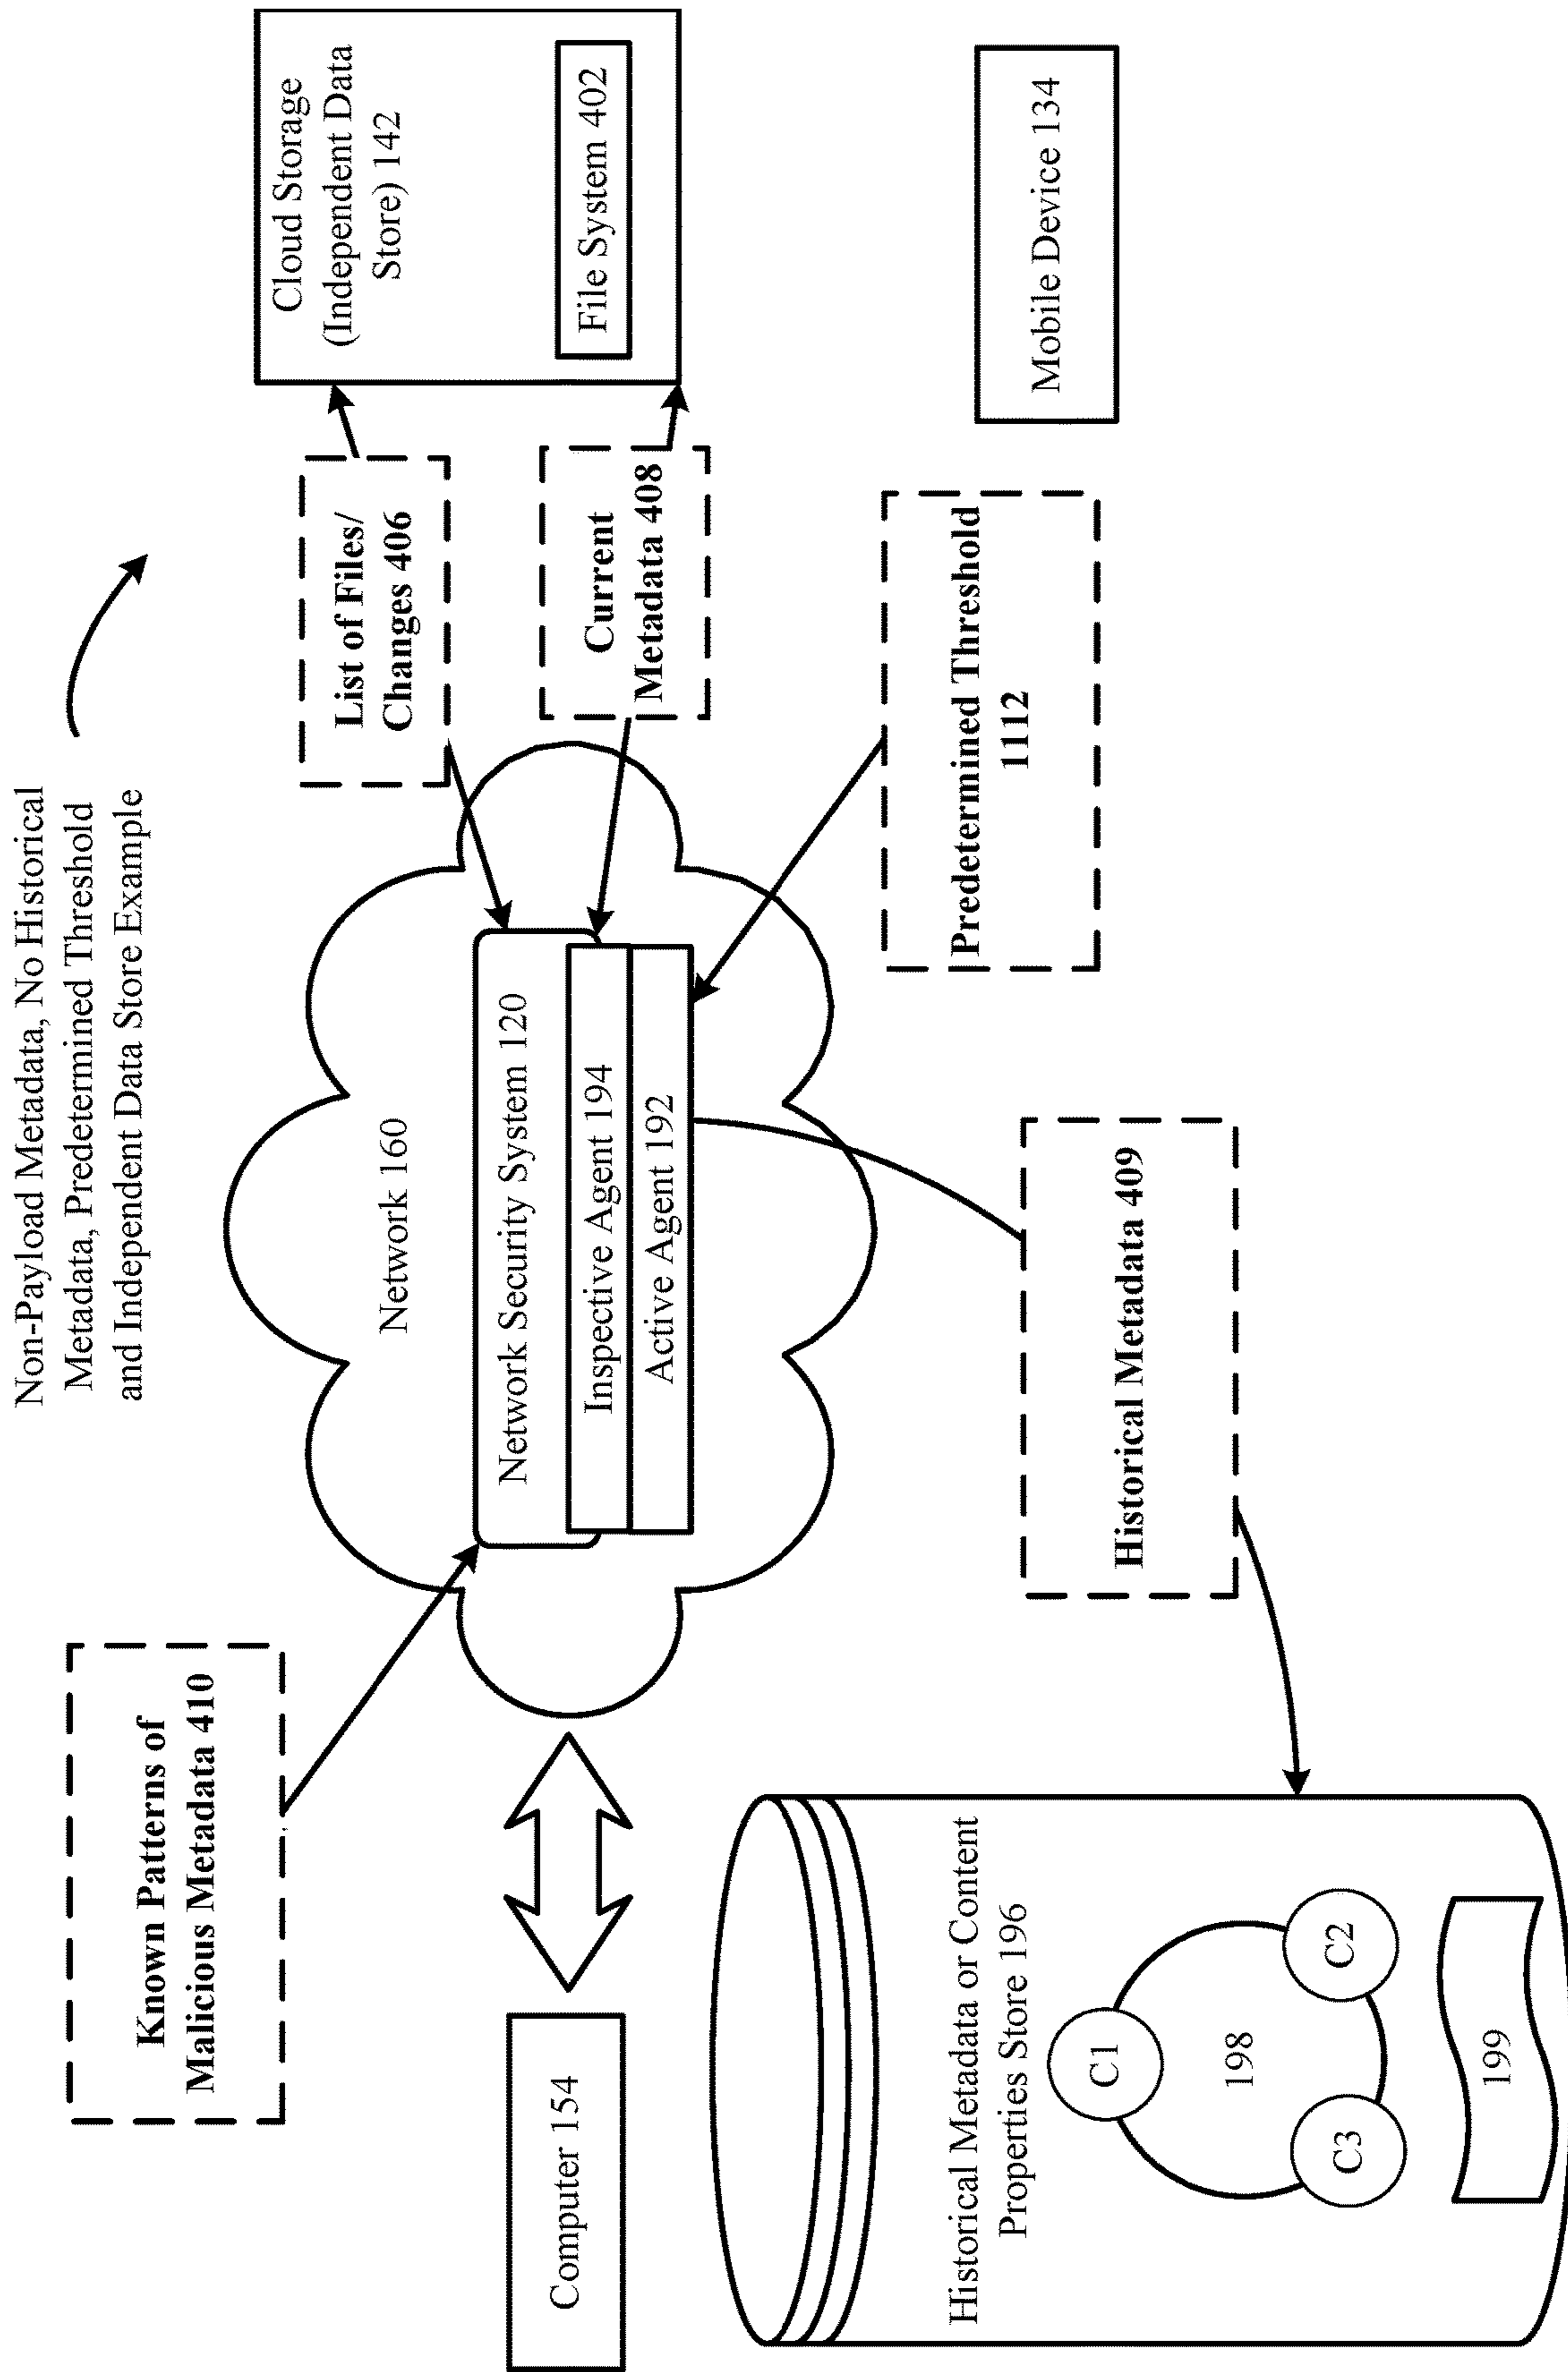 Non-Payload Metadata, No Historical
Metadata, Predetermined Threshold
and Independent Data Store Example
Known Patterns of
Malicious Metadata 410
Network 160
List of Files/
Changes 406
Cloud Storage
(Independent Data
Store) 142
File System 402
Computer 154
Network Security System 120
Inspective Agent 194
Active Agent 192
Current
Metadata 408
Historical Metadata or Content
Properties Store 196
C1
198
C3
C2
199
Historical Metadata 409
Predetermined Threshold
1112
Mobile Device 134